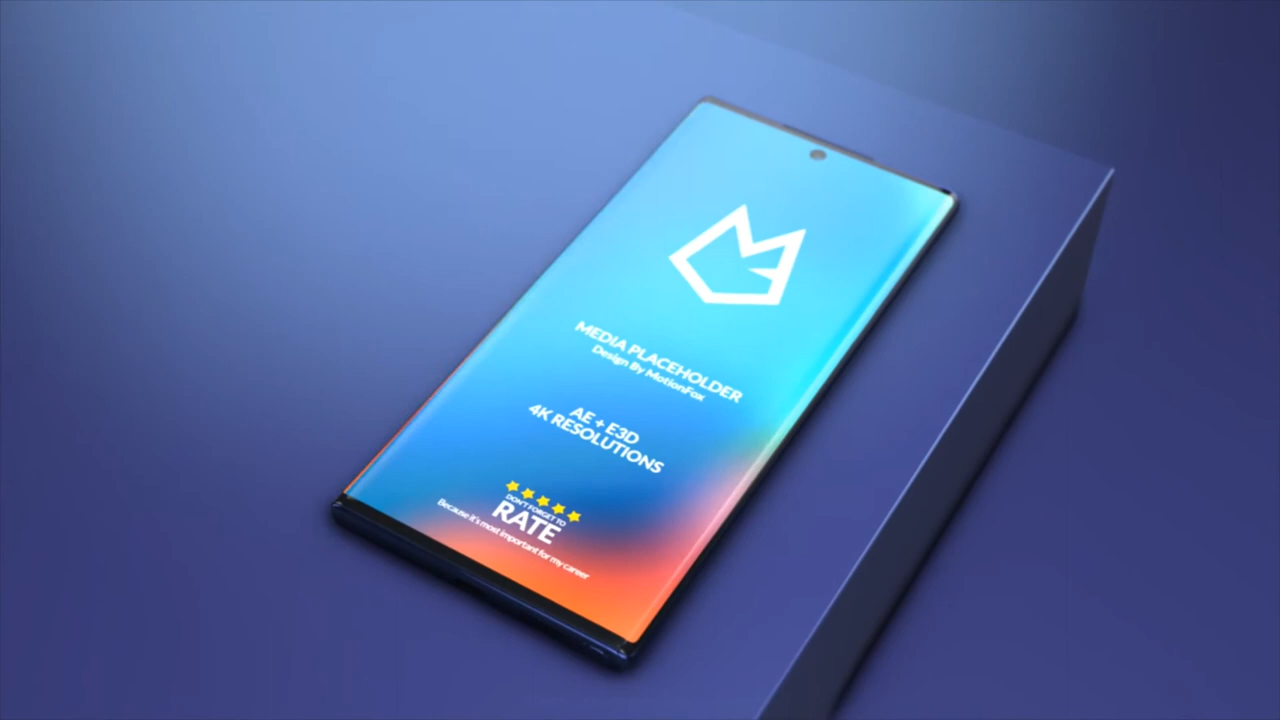 MEDIA PLACEHOLDER
Design By MotionFox
AE + E3D
4K RESOLUTIONS
DON'T FORGET TO
RATE
Because it's most important for my career